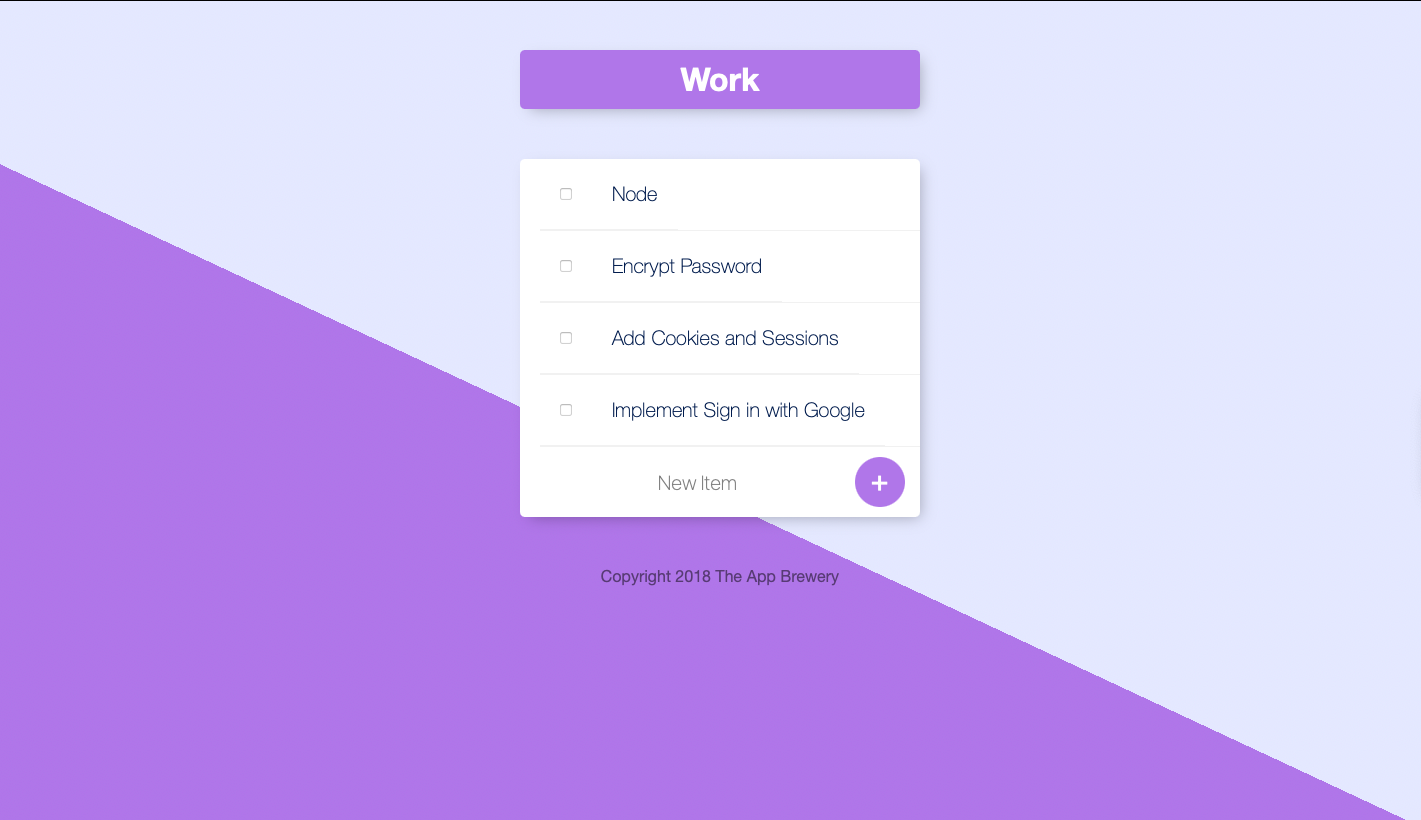 Work
Node
Encrypt Password
Add Cookies and Sessions
Implement Sign in with Google
New Item
+
Copyright 2018 The App Brewery